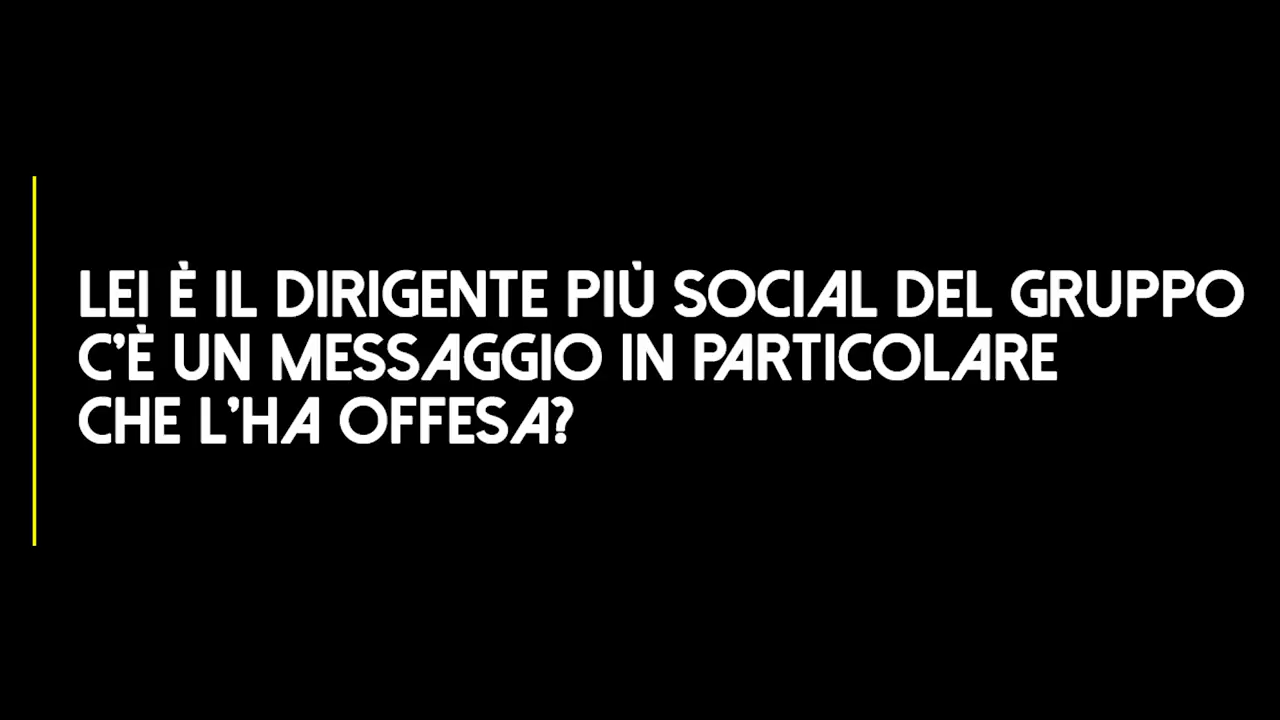 LEI È IL DIRIGENTE PIÙ SOCIAL DEL GRUPPO
C'È UN MESSAGGIO IN PARTICOLARE
CHE L'HA OFFESA?